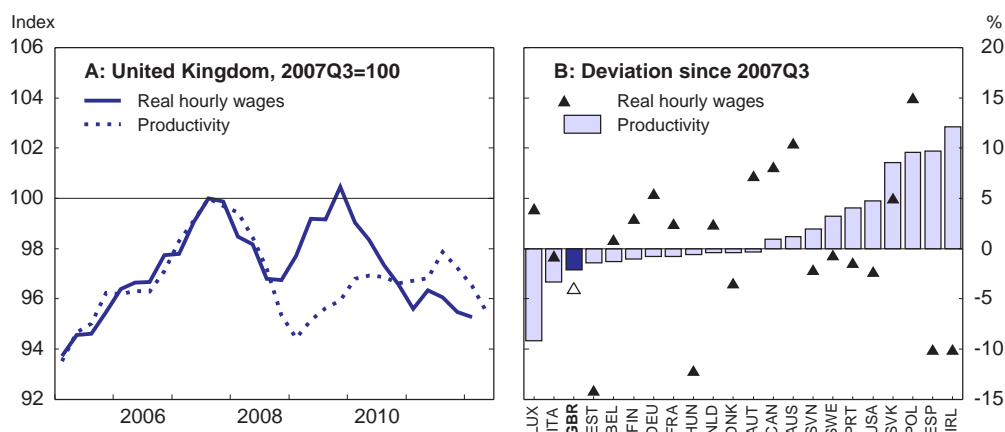 Index
%
A: United Kingdom, 2007Q3=100
Real hourly wages
Productivity
106
104
102
100
98
96
94
92
2006
2008
2010
B: Deviation since 2007Q3
Real hourly wages
Productivity
20
15
10
5
0
-5
-10
-15
LUX
ITA
GBR
EST
BEL
FIN
DEU
FRA
HUN
NLD
DNK
AUT
CAN
AUS
SVN
SWE
PRT
USA
SVK
POL
ESP
IRL